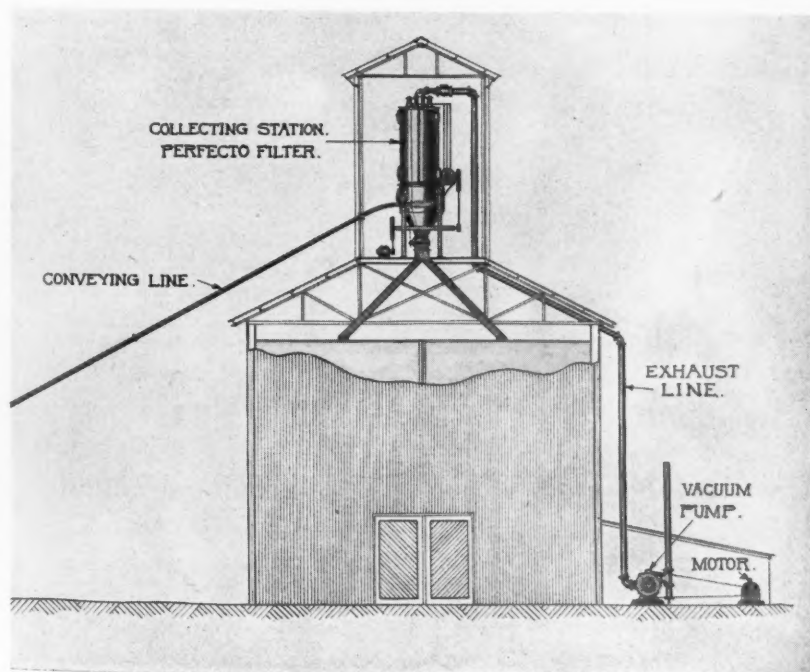 COLLECTING STATION.
PERFECTO FILTER.
CONVEYING LINE.
EXHAUST
LINE.
VACUUM
PUMP.
MOTOR.